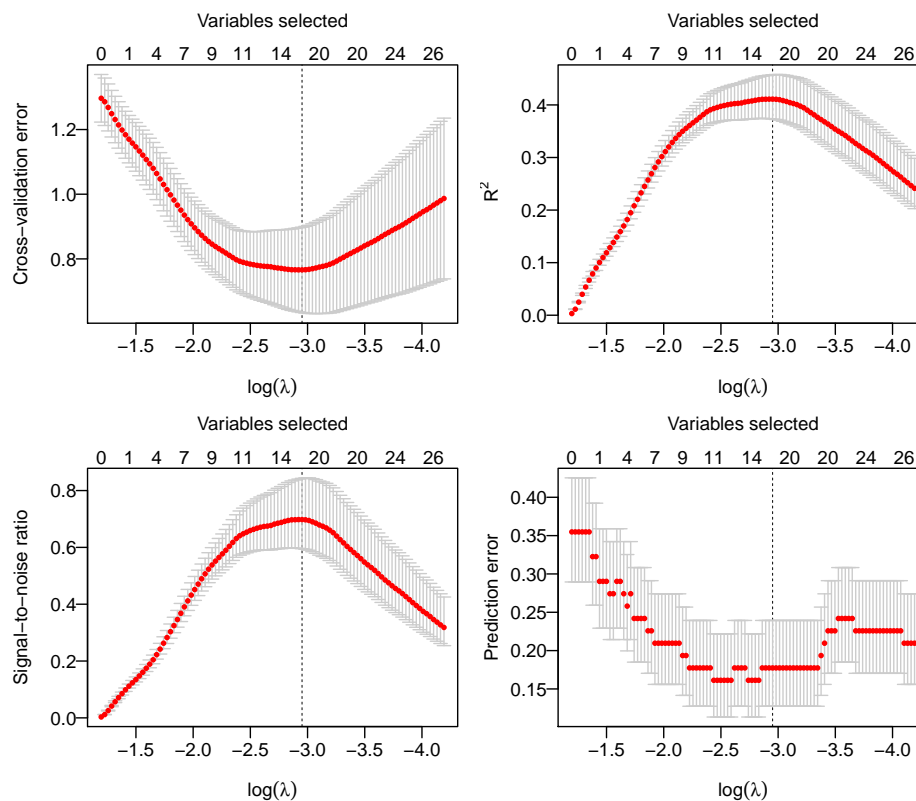 Variables selected
0 1 4 7 9 11 14 20 20 24 26
Cross−validation error
1.2
1.0
0.8
−1.5 −2.0 −2.5 −3.0 −3.5 −4.0
log(λ)
Variables selected
0 1 4 7 9 11 14 20 20 24 26
R²
0.4
0.3
0.2
0.1
0.0
−1.5 −2.0 −2.5 −3.0 −3.5 −4.0
log(λ)
Variables selected
0 1 4 7 9 11 14 20 20 24 26
Signal−to−noise ratio
0.8
0.6
0.4
0.2
0.0
−1.5 −2.0 −2.5 −3.0 −3.5 −4.0
log(λ)
Variables selected
0 1 4 7 9 11 14 20 20 24 26
Prediction error
0.40
0.35
0.30
0.25
0.20
0.15
−1.5 −2.0 −2.5 −3.0 −3.5 −4.0
log(λ)